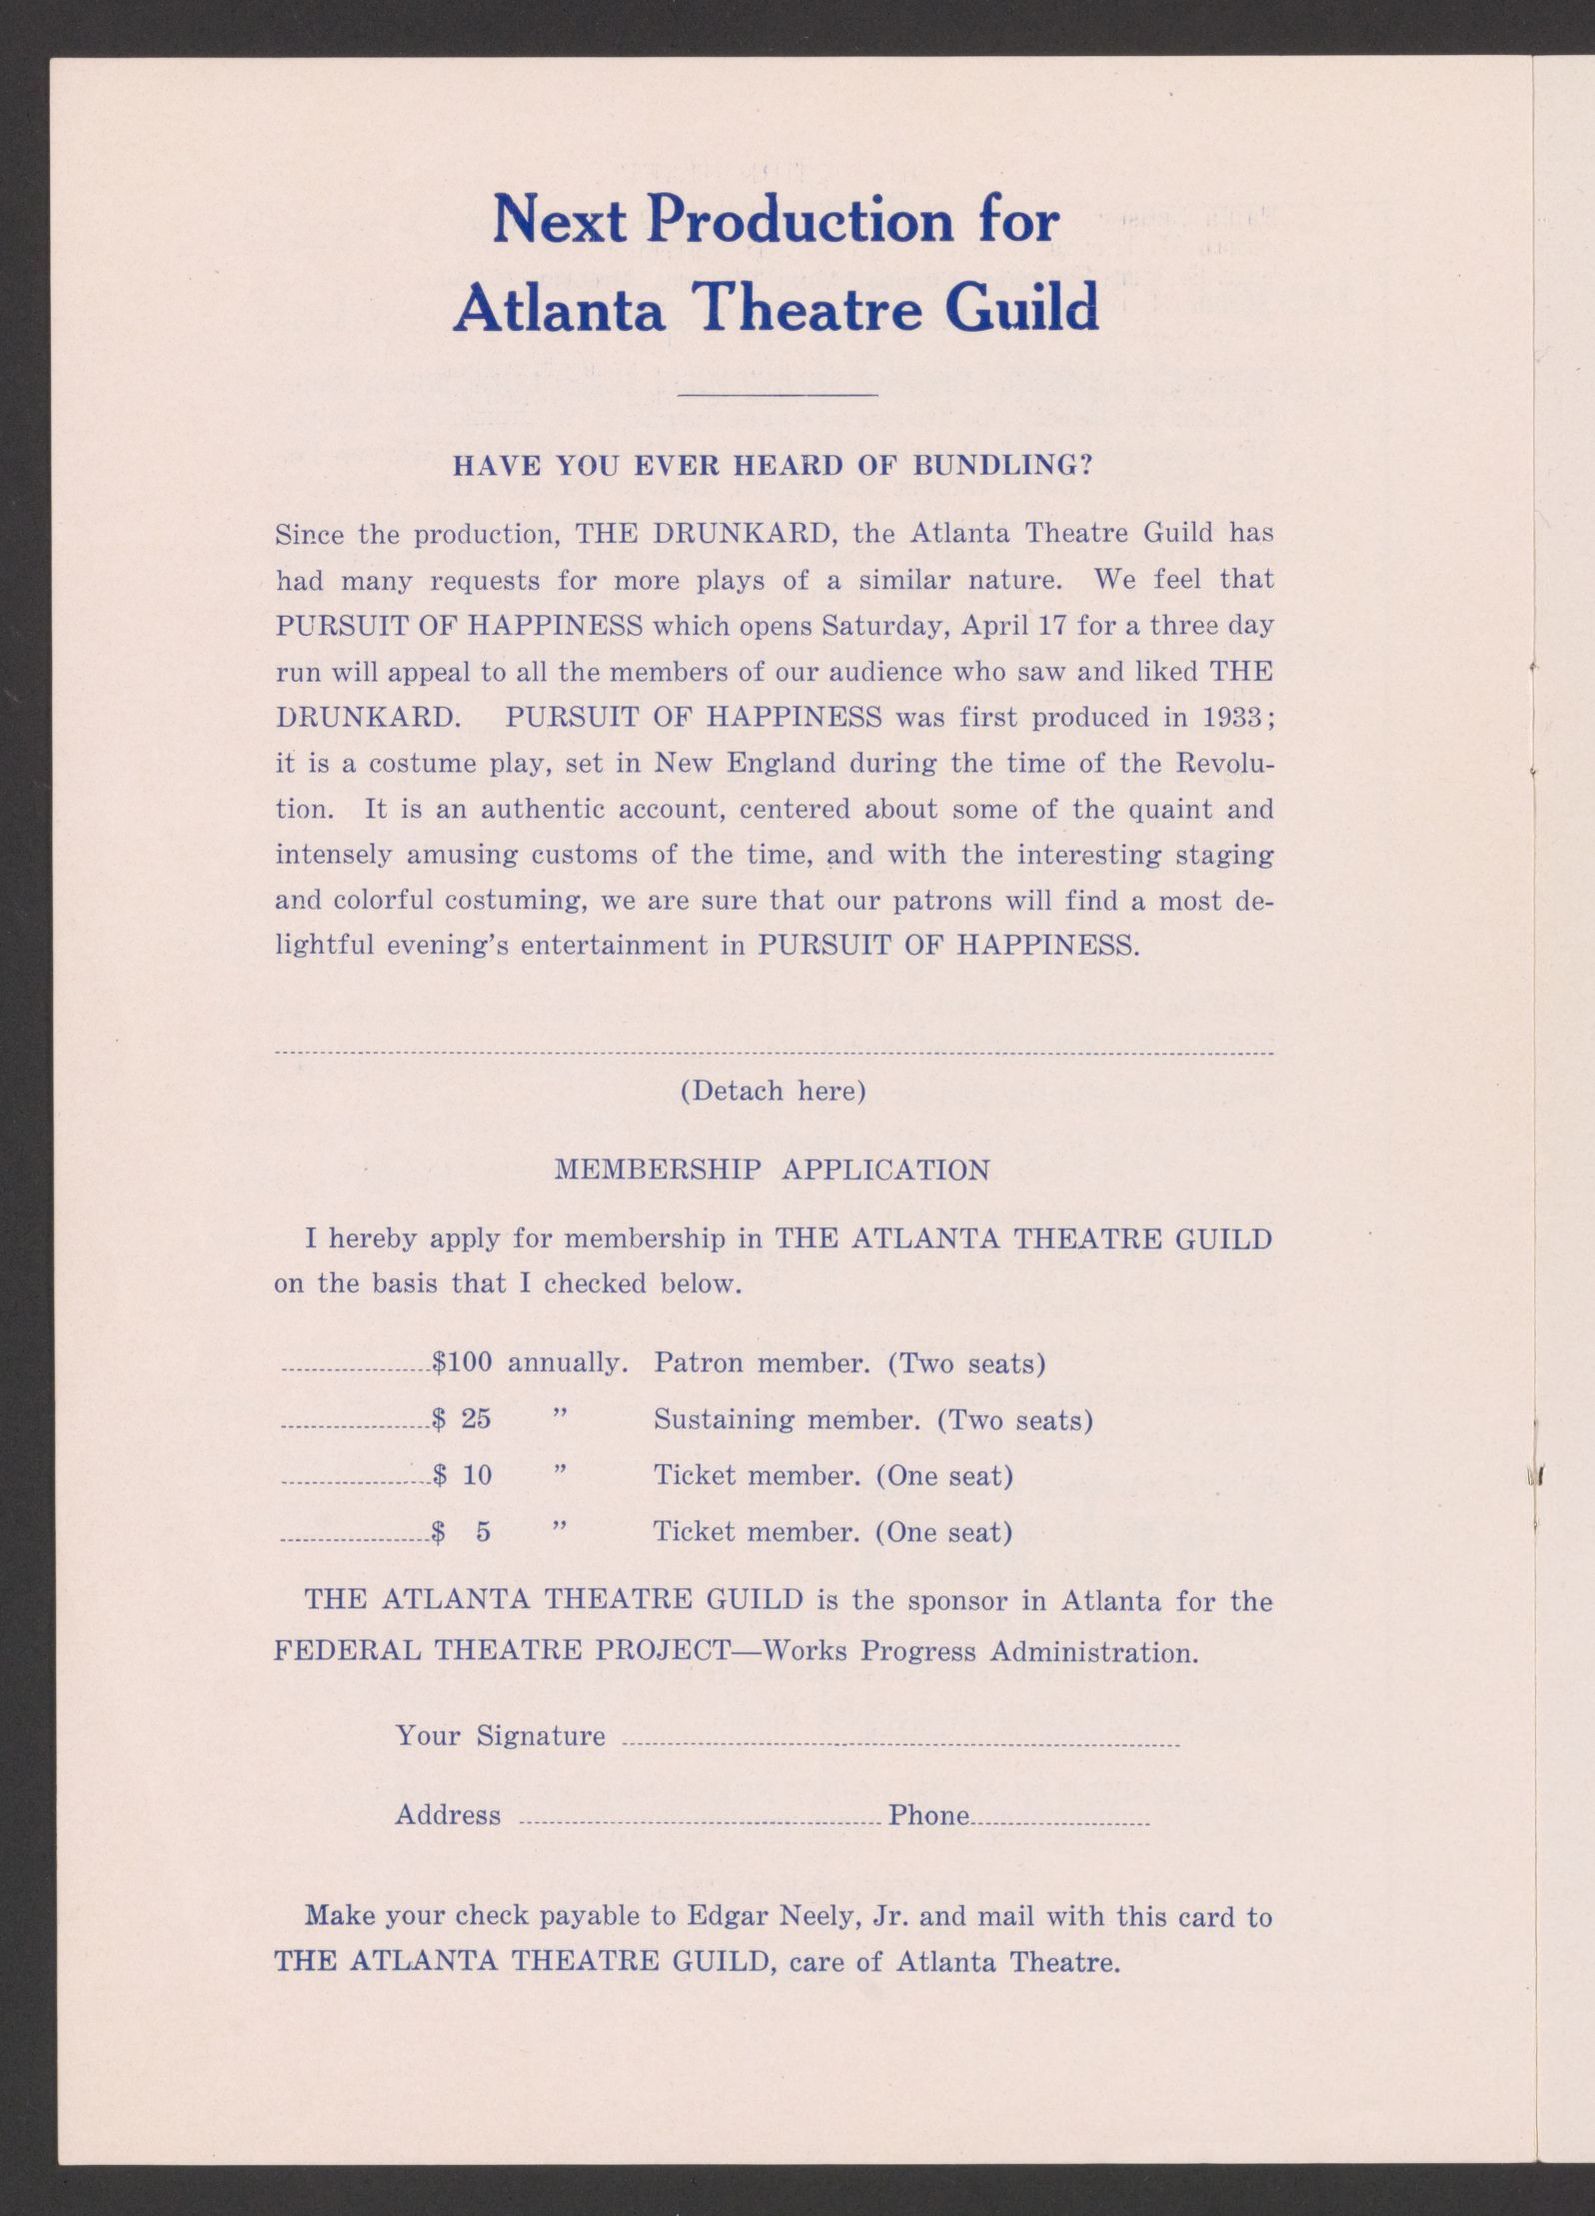 Next Production for
Atlanta Theatre Guild
HAVE YOU EVER HEARD OF BUNDLING?
Since the production, THE DRUNKARD, the Atlanta Theatre Guild has
had many requests for more plays of a similar nature. We feel that
PURSUIT OF HAPPINESS which opens Saturday, April 17 for a three day
run will appeal to all the members of our audience who saw and liked THE
DRUNKARD. PURSUIT OF HAPPINESS was first produced in 1933;
it is a costume play, set in New England during the time of the Revolu-
tion. It is an authentic account, centered about some of the quaint and
intensely amusing customs of the time, and with the interesting staging
and colorful costuming, we are sure that our patrons will find a most de-
lightful evening's entertainment in PURSUIT OF HAPPINESS.
(Detach here)
MEMBERSHIP APPLICATION
I hereby apply for membership in THE ATLANTA THEATRE GUILD
on the basis that I checked below.
$100 annually. Patron member. (Two seats)
$ 25 " Sustaining member. (Two seats)
$ 10 " Ticket member. (One seat)
$ 5 " Ticket member. (One seat)
THE ATLANTA THEATRE GUILD is the sponsor in Atlanta for the
FEDERAL THEATRE PROJECT—Works Progress Administration.
Your Signature
Address Phone
Make your check payable to Edgar Neely, Jr. and mail with this card to
THE ATLANTA THEATRE GUILD, care of Atlanta Theatre.